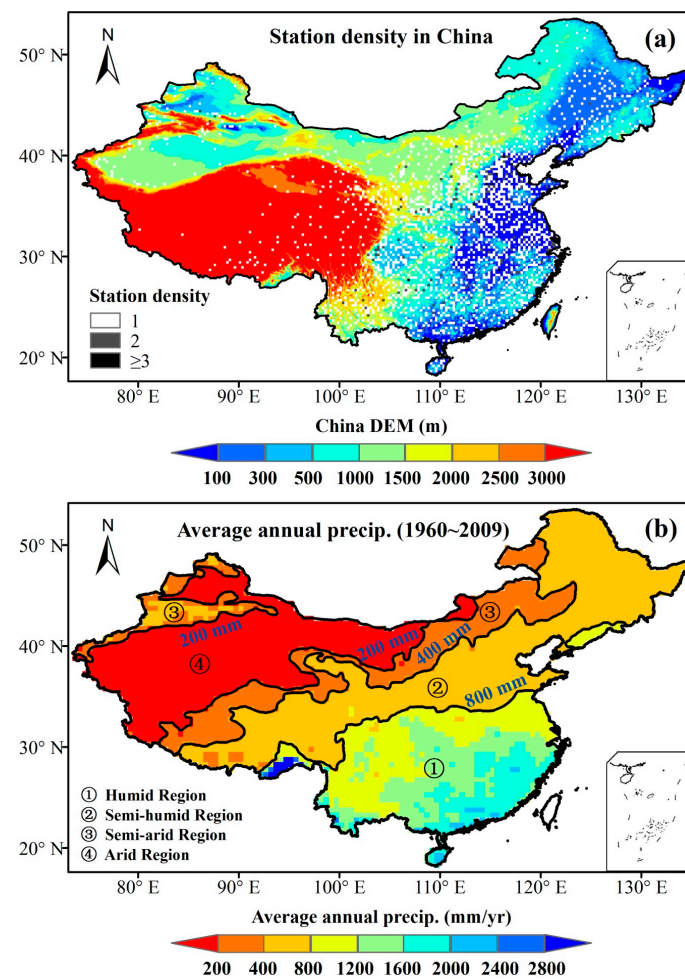 N
Station density in China
(a)
50° N
40° N
30° N
20° N
Station density
1
2
≥3
80° E
90° E
100° E
110° E
120° E
130° E
China DEM (m)
100
300
500
1000
1500
2000
2500
3000
N
Average annual precip. (1960~2009)
(b)
50° N
40° N
30° N
20° N
③
200 mm
④
200 mm
400 mm
③
②
800 mm
①
① Humid Region
② Semi-humid Region
③ Semi-arid Region
④ Arid Region
80° E
90° E
100° E
110° E
120° E
130° E
Average annual precip. (mm/yr)
200
400
800
1200
1600
2000
2400
2800